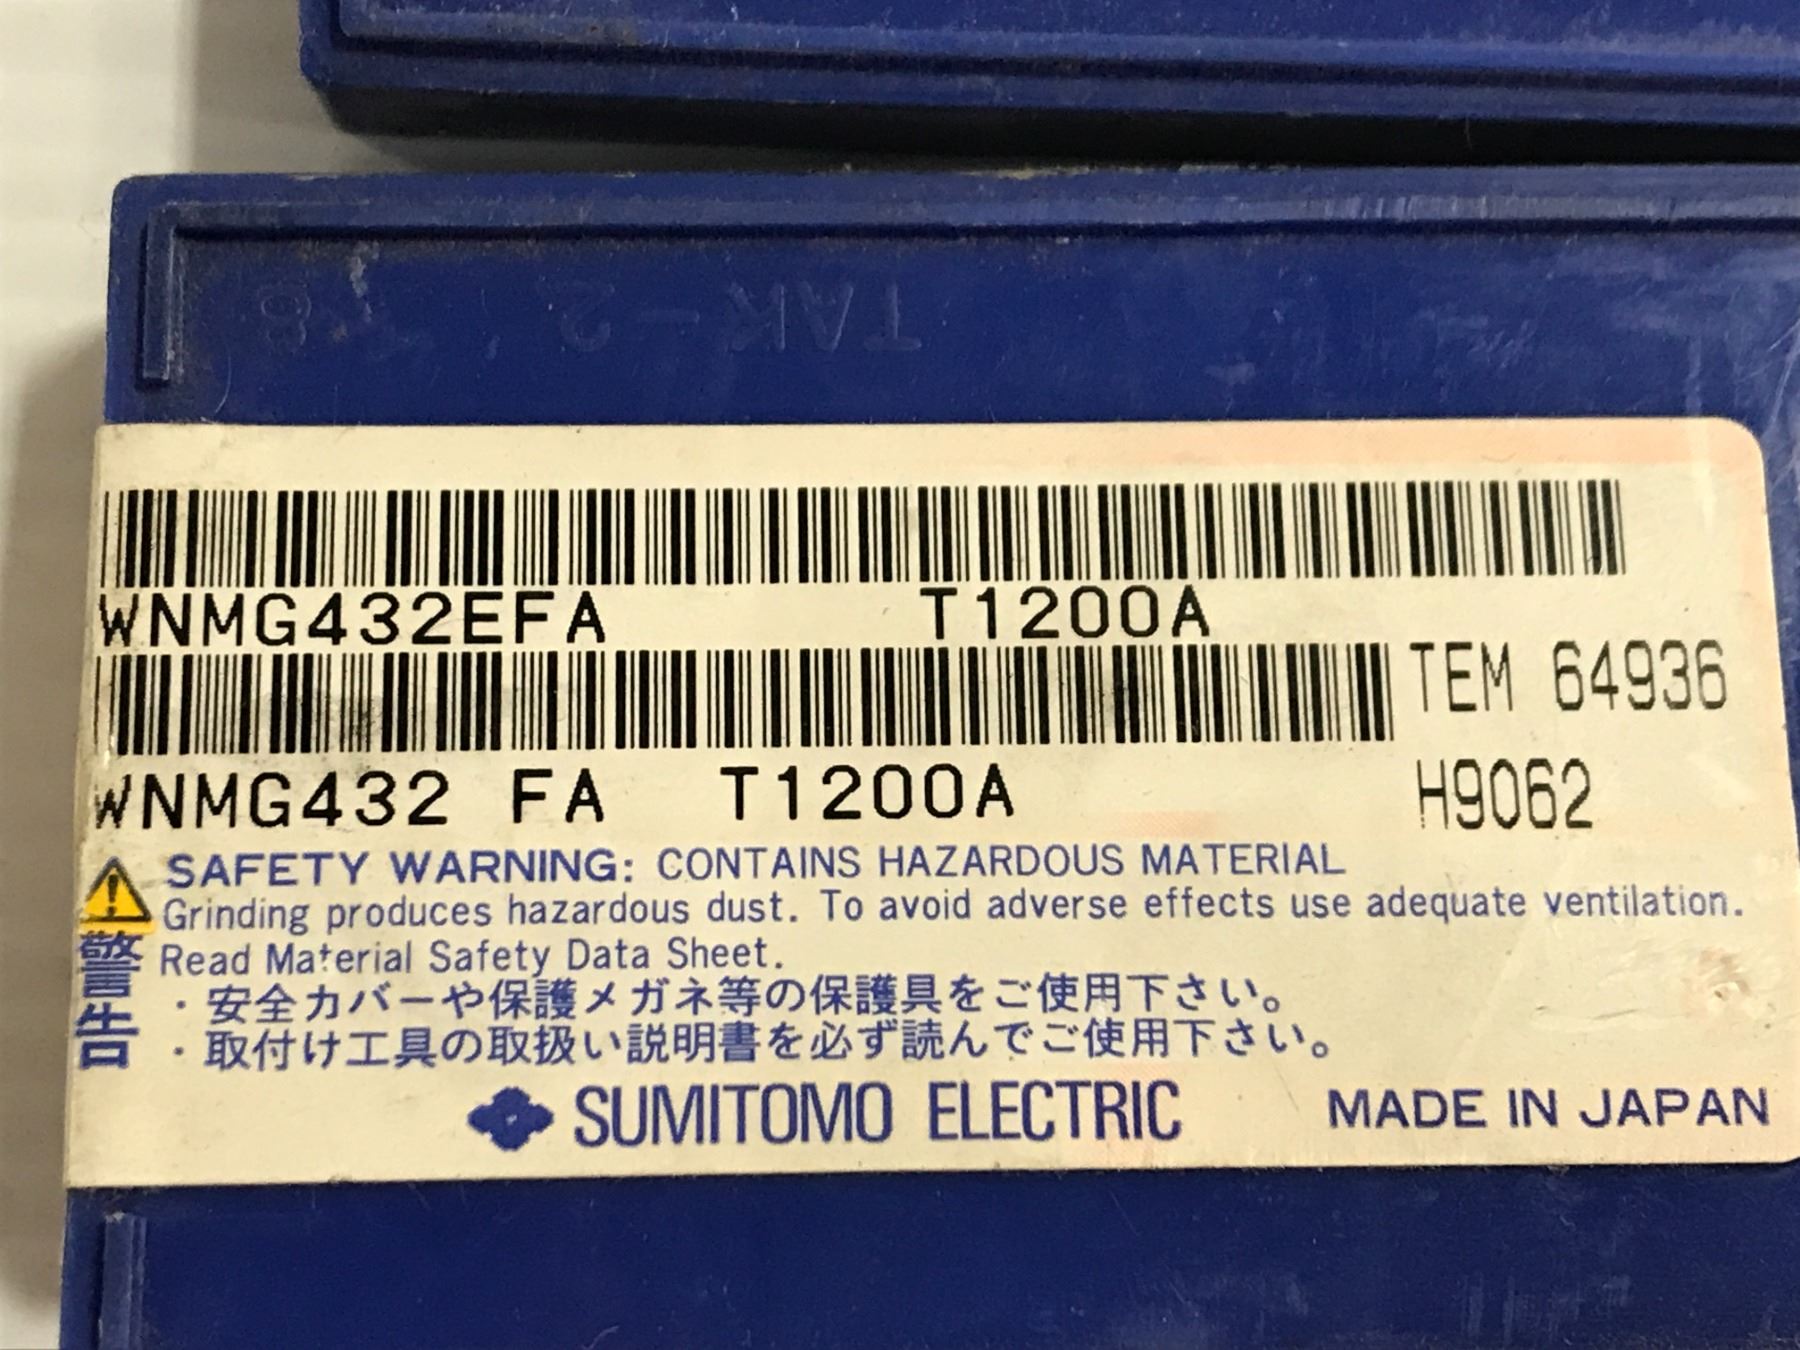 TAK-2 6
WNMG432EFA T1200A
TEM 64936
WNMG432 FA T1200A H9062
SAFETY WARNING: CONTAINS HAZARDOUS MATERIAL
Grinding produces hazardous dust. To avoid adverse effects use adequate ventilation.
Read Material Safety Data Sheet.
警告
・安全カバーや保護メガネ等の保護具をご使用下さい。
・取付け工具の取扱い説明書を必ず読んでご使用下さい。
SUMITOMO ELECTRIC MADE IN JAPAN